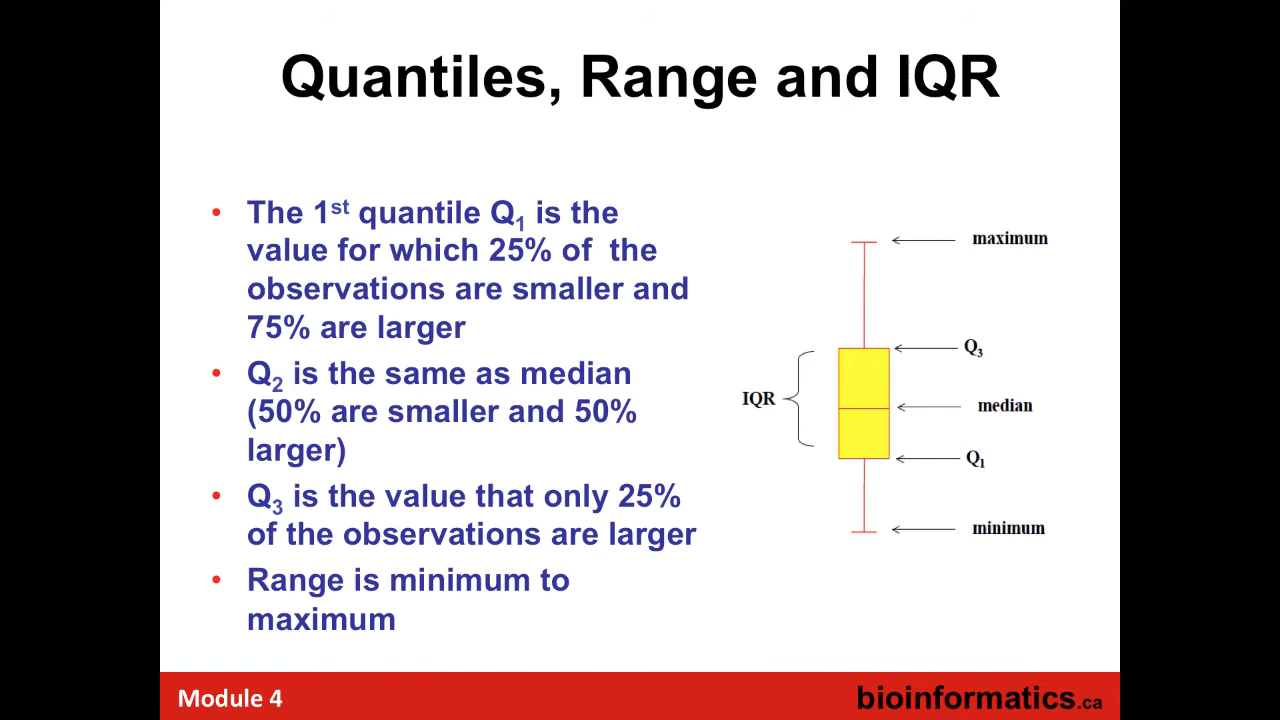 Quantiles, Range and IQR
• The 1st quantile Q1 is the
value for which 25% of the
observations are smaller and
75% are larger
• Q2 is the same as median
(50% are smaller and 50%
larger)
• Q3 is the value that only 25%
of the observations are larger
• Range is minimum to
maximum
maximum
Q3
IQR
median
Q1
minimum
Module 4
bioinformatics.ca